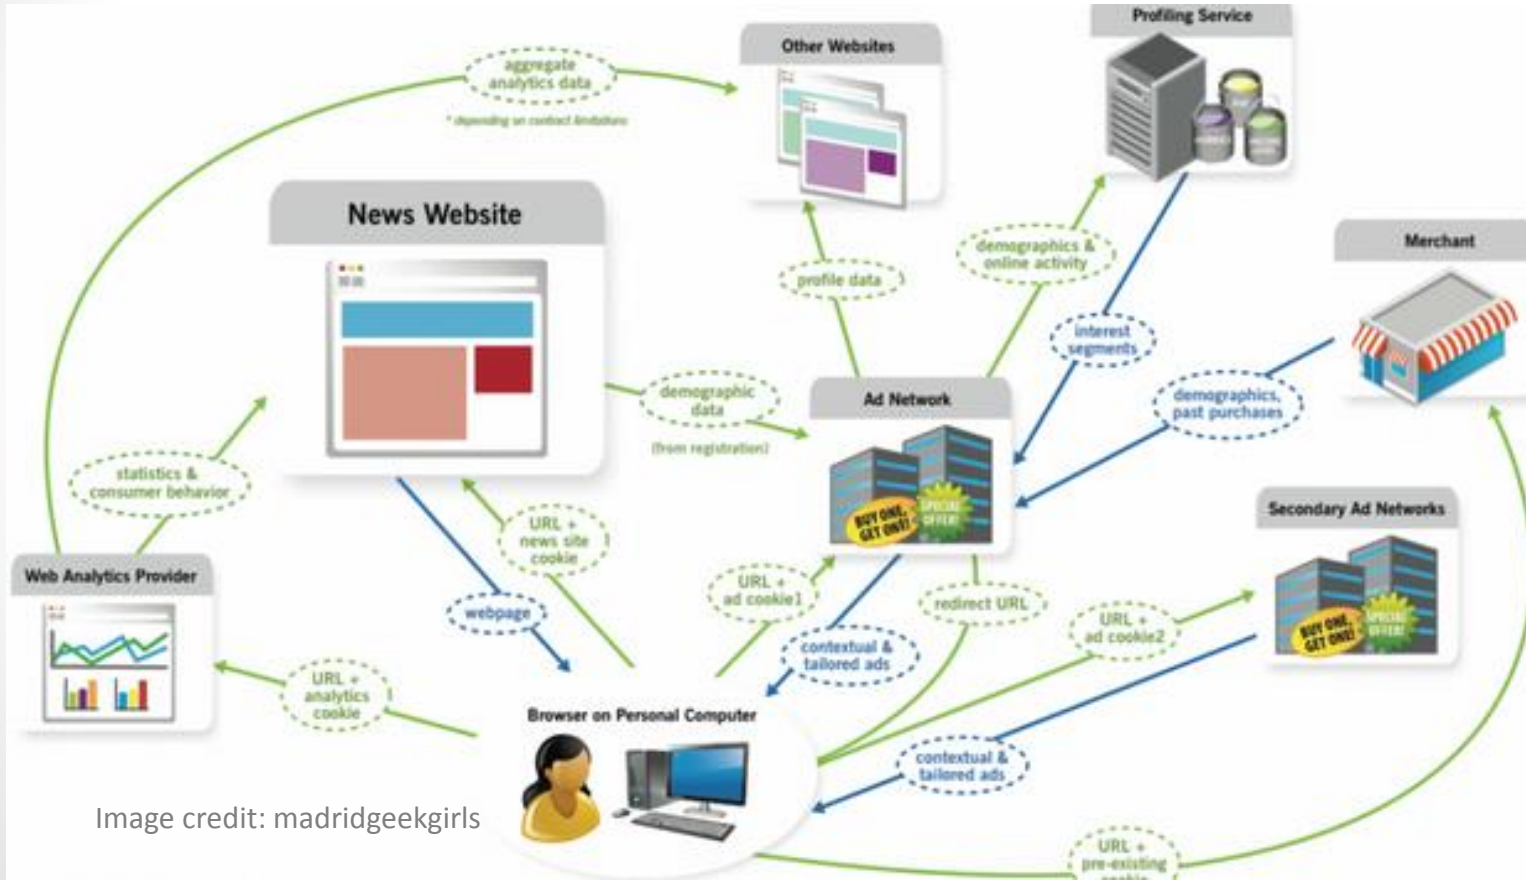 Profiling Service
Other Websites
aggregate
analytics data
* depending on contract limitations
News Website
demographics &
online activity
Merchant
profile data
interest
segments
demographic
data
(from registration)
Ad Network
demographics,
past purchases
BUY ONE,
GET ONE!
SPECIAL
OFFER!
statistics &
consumer behavior
Secondary Ad Networks
BUY ONE,
GET ONE!
SPECIAL
OFFER!
URL +
news site
cookie
Web Analytics Provider
URL +
ad cookie1
redirect URL
webpage
URL +
ad cookie2
contextual &
tailored ads
URL +
analytics
cookie
Browser on Personal Computer
contextual &
tailored ads
Image credit: madridgeekgirls
URL +
pre-existing
cookie